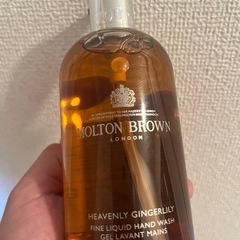 MOLTON BROWN
LONDON
HEAVENLY GINGERLILY
FINE LIQUID HAND WASH
GEL LAVANT MAINS